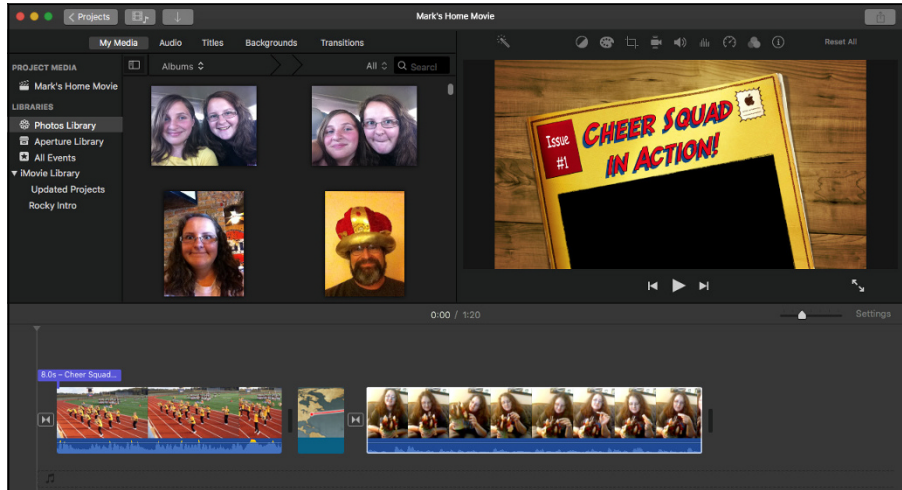 Projects
Mark's Home Movie
My Media Audio Titles Backgrounds Transitions
Reset All
PROJECT MEDIA
Albums
All
Searcl
Mark's Home Movie
LIBRARIES
Photos Library
Aperture Library
All Events
iMovie Library
Updated Projects
Rocky Intro
Issue
#1
CHEER SQUAD
IN ACTION!
0:00 / 1:20
Settings
8.0s – Cheer Squad...